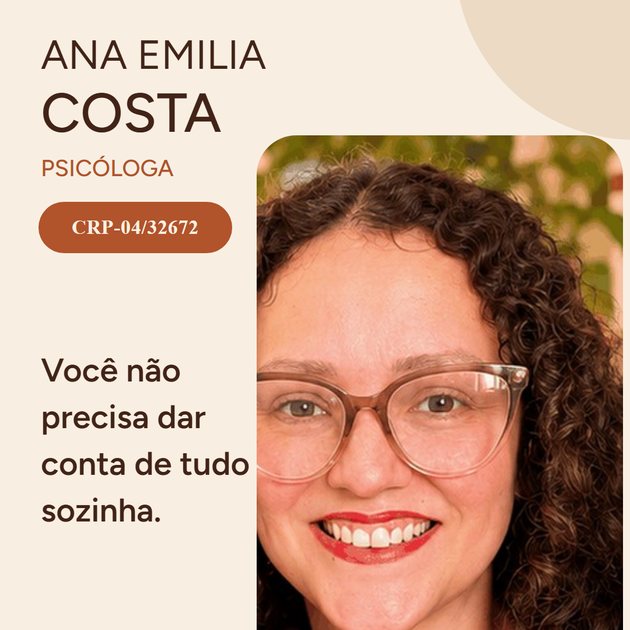 ANA EMILIA
COSTA
PSICÓLOGA
CRP-04/32672
Você não
precisa dar
conta de tudo
sozinha.